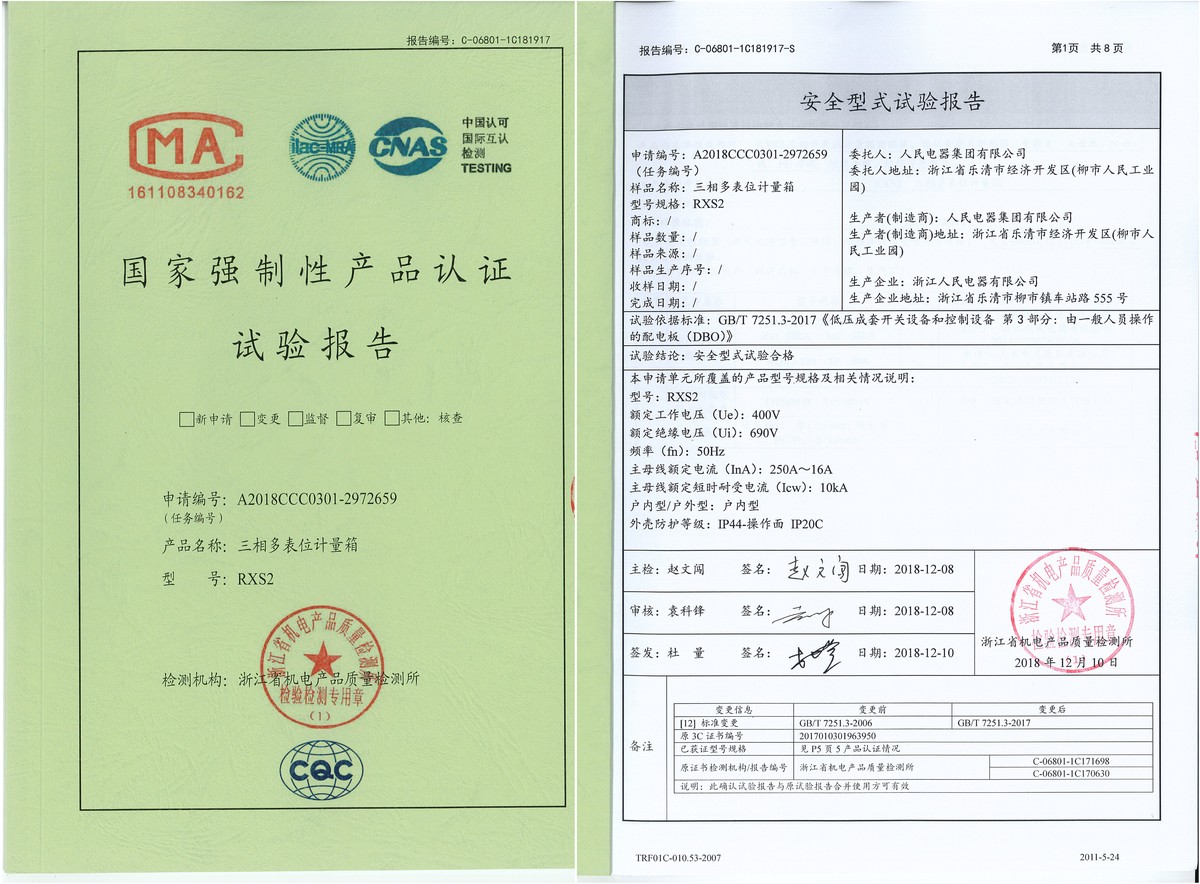 报告编号: C-06801-1C181917
MA
161108340162
ilac-MRA
CNAS
中国认可
国际互认
检测
TESTING
国家强制性产品认证
试验报告
□新申请 □变更 □监督 □复审 □其他: 核查
申请编号: A2018CCC0301-2972659
(任务编号)
产品名称: 三相多表位计量箱
型 号: RXS2
检测机构: 浙江省机电产品质量检测所
浙江省机电产品质量检测所
检验检测专用章
(1)
CQC
报告编号: C-06801-1C181917-S
第1页 共 8 页
安全型式试验报告
申请编号: A2018CCC0301-2972659
(任务编号)
样品名称: 三相多表位计量箱
型号规格: RXS2
商标: /
样品数量: /
样品来源: /
样品生产序号: /
收样日期: /
完成日期: /
委托人: 人民电器集团有限公司
委托人地址: 浙江省乐清市经济开发区(柳市人民工业
园)
生产者(制造商): 人民电器集团有限公司
生产者(制造商)地址: 浙江省乐清市经济开发区(柳市人
民工业园)
生产企业: 浙江人民电器有限公司
生产企业地址: 浙江省乐清市柳市镇车站路 555 号
试验依据标准: GB/T 7251.3-2017《低压成套开关设备和控制设备 第 3 部分: 由一般人员操作
的配电板 (DBO)》
试验结论: 安全型式试验合格
本申请单元所覆盖的产品型号规格及相关情况说明:
型号: RXS2
额定工作电压 (Ue): 400V
额定绝缘电压 (Ui): 690V
频率 (fn): 50Hz
主母线额定电流 (InA): 250A～16A
主母线额定短时耐受电流 (Icw): 10kA
户内型/户外型: 户内型
外壳防护等级: IP44-操作面 IP20C
主检: 赵文闯 签名: 赵文闯 日期: 2018-12-08
审核: 袁科锋 签名: 日期: 2018-12-08
签发: 杜 量 签名: 日期: 2018-12-10
浙江省机电产品质量检测所
检验检测专用章
浙江省机电产品质量检测所
2018 年 12 月 10 日
备注
变更信息 变更前 变更后
[12] 标准变更 GB/T 7251.3-2006 GB/T 7251.3-2017
原 3C 证书编号 2017010301963950
已获证型号规格 见 P5 页 5 产品认证情况
原证书检测机构/报告编号 浙江省机电产品质量检测所 C-06801-1C171698
C-06801-1C170630
说明: 此确认试验报告与原试验报告合并使用方可有效
TRF01C-010.53-2007
2011-5-24